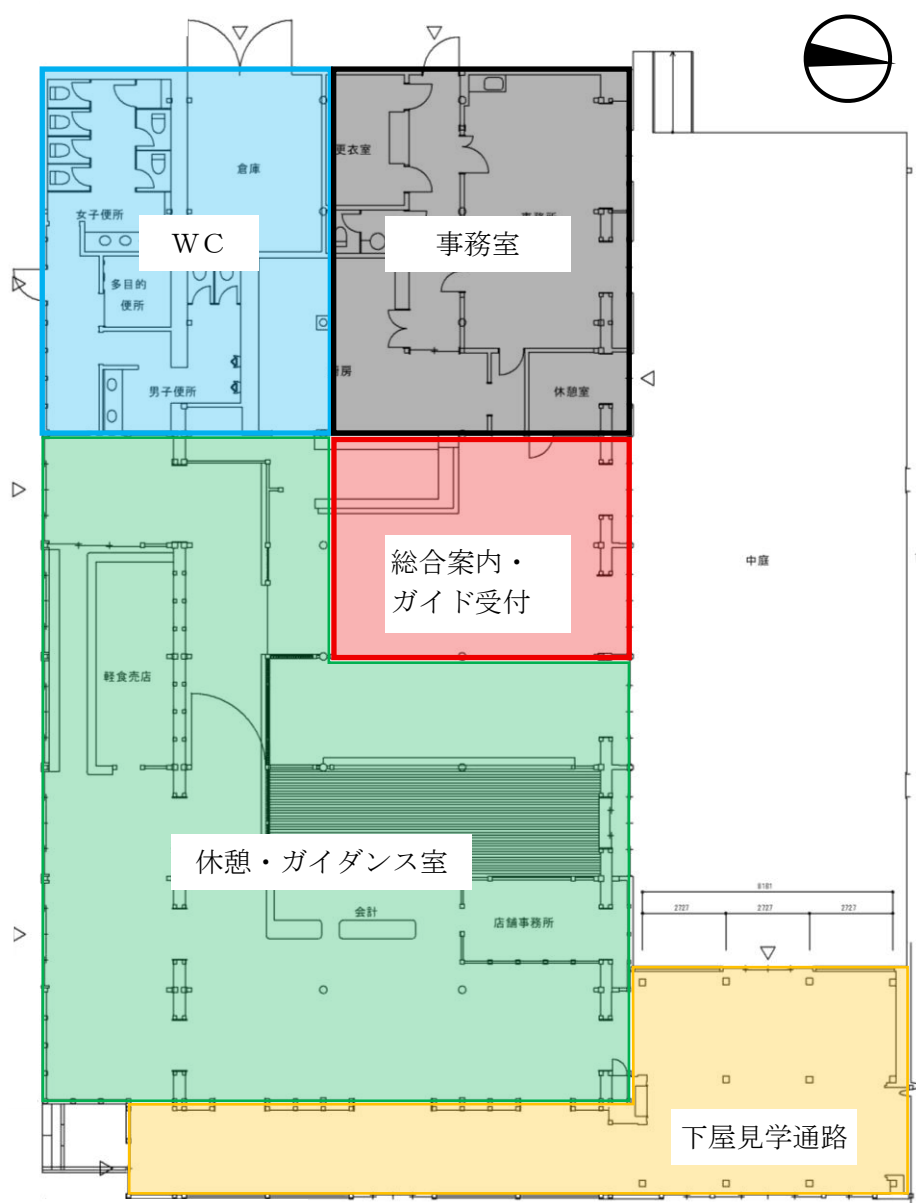 更衣室
倉庫
女子便所
WC
事務室
多目的
便所
男子便所
休憩室
総合案内・
ガイド受付
中庭
軽食売店
休憩・ガイダンス室
8181
2727
2727
2727
会計
店舗事務所
下屋見学通路